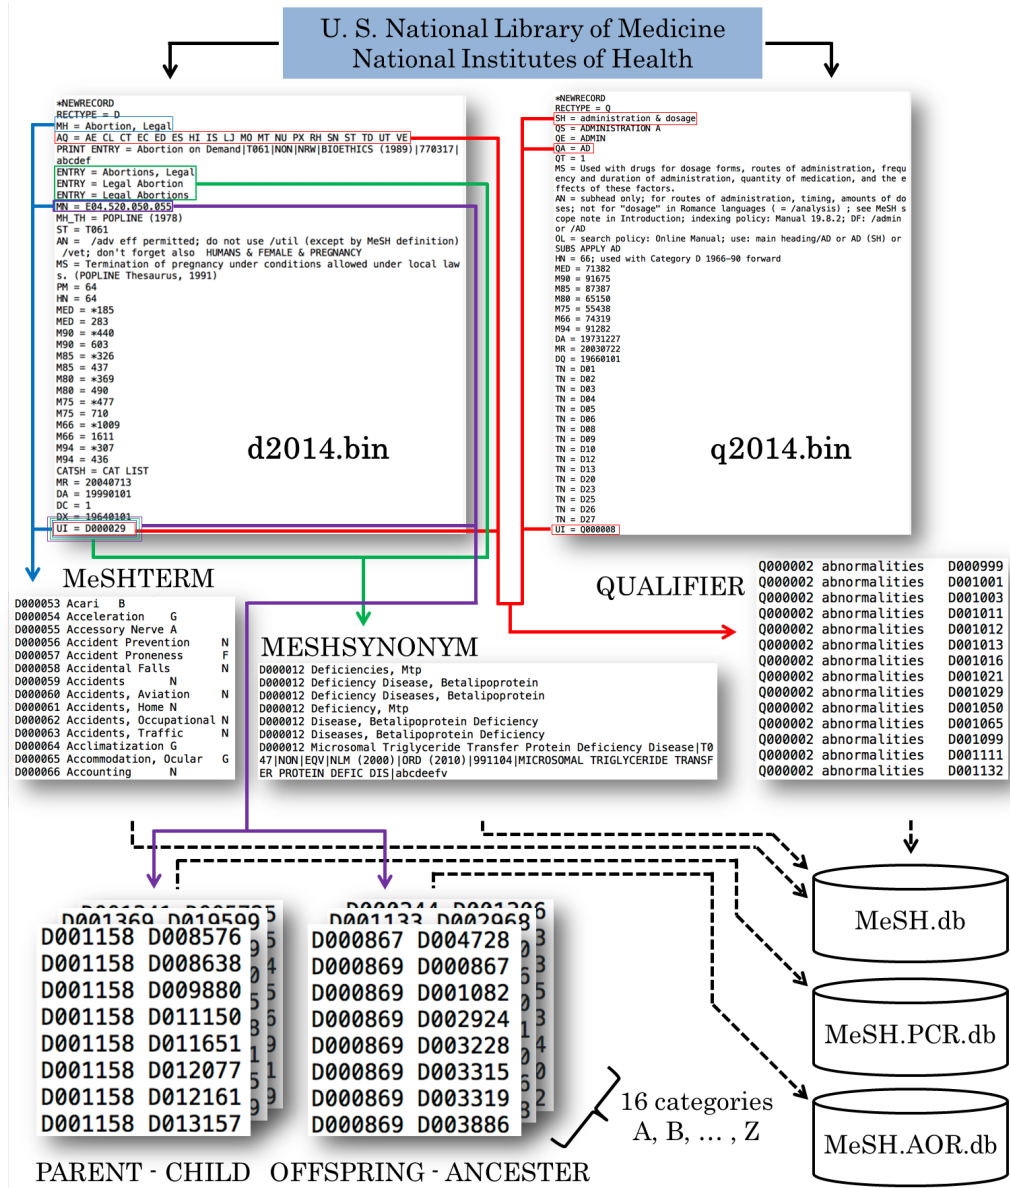 U. S. National Library of Medicine
National Institutes of Health
*NEWRECORD
RECTYPE = D
MH = Abortion, Legal
AQ = AE CL CT EC ED ES HI IS LJ MO MT NU PX RH SN ST TD UT VE
PRINT ENTRY = Abortion on Demand|T061|NON|NRW|BIOETHICS (1989)|770317|
abcdef
ENTRY = Abortions, Legal
ENTRY = Legal Abortion
ENTRY = Legal Abortions
MN = E04.520.050.055
MH_TH = POPLINE (1978)
ST = T061
AN =  /adv eff permitted; do not use /util (except by MeSH definition)
/vet; don't forget also  HUMANS & FEMALE & PREGNANCY
MS = Termination of pregnancy under conditions allowed under local law
s. (POPLINE Thesaurus, 1991)
PM = 64
HN = 64
MED = *185
MED = 283
M90 = *440
M90 = 603
M85 = *326
M85 = 437
M80 = *369
M80 = 490
M75 = *477
M75 = 710
M66 = *1009
M66 = 1611
M94 = *307
M94 = 436
CATSH = CAT LIST
MR = 20040713
DA = 19990101
DC = 1
DX = 19640101
UI = D000029
d2014.bin
*NEWRECORD
RECTYPE = Q
SH = administration & dosage
QS = ADMINISTRATION A
QE = ADMIN
QA = AD
QT = 1
MS = Used with drugs for dosage forms, routes of administration, frequ
ency and duration of administration, quantity of medication, and the e
ffects of these factors.
AN = subhead only; for routes of administration, timing, amounts of do
ses; not for "dosage" in Romance languages ( = /analysis) ; see MeSH s
cope note in Introduction; indexing policy: Manual 19.8.2; DF: /admin
or /AD
OL = search policy: Online Manual; use: main heading/AD or AD (SH) or
SUBS APPLY AD
HN = 66; used with Category D 1966-90 forward
MED = 71382
M90 = 91675
M85 = 87387
M80 = 65150
M75 = 55438
M66 = 74319
M94 = 91282
DA = 19731227
MR = 20030722
DQ = 19660101
TN = D01
TN = D02
TN = D03
TN = D04
TN = D05
TN = D06
TN = D08
TN = D09
TN = D10
TN = D12
TN = D13
TN = D20
TN = D23
TN = D25
TN = D26
TN = D27
UI = Q000008
q2014.bin
MeSHTERM
D000053 Acari   B
D000054 Acceleration    G
D000055 Accessory Nerve A
D000056 Accident Prevention     N
D000057 Accident Proneness      F
D000058 Accidental Falls        N
D000059 Accidents       N
D000060 Accidents, Aviation     N
D000061 Accidents, Home N
D000062 Accidents, Occupational N
D000063 Accidents, Traffic      N
D000064 Acclimatization G
D000065 Accommodation, Ocular   G
D000066 Accounting      N
MESHSYNONYM
D000012 Deficiencies, Mtp
D000012 Deficiency Disease, Betalipoprotein
D000012 Deficiency Diseases, Betalipoprotein
D000012 Deficiency, Mtp
D000012 Disease, Betalipoprotein Deficiency
D000012 Diseases, Betalipoprotein Deficiency
D000012 Microsomal Triglyceride Transfer Protein Deficiency Disease|T0
47|NON|EQV|NLM (2000)|ORD (2010)|991104|MICROSOMAL TRIGLYCERIDE TRANSF
ER PROTEIN DEFIC DIS|abcdeefv
QUALIFIER
Q000002 abnormalities   D000999
Q000002 abnormalities   D001001
Q000002 abnormalities   D001003
Q000002 abnormalities   D001011
Q000002 abnormalities   D001012
Q000002 abnormalities   D001013
Q000002 abnormalities   D001016
Q000002 abnormalities   D001021
Q000002 abnormalities   D001029
Q000002 abnormalities   D001050
Q000002 abnormalities   D001065
Q000002 abnormalities   D001099
Q000002 abnormalities   D001111
Q000002 abnormalities   D001132
D001369 D019599
D001158 D008576
D001158 D008638
D001158 D009880
D001158 D011150
D001158 D011651
D001158 D012077
D001158 D012161
D001158 D013157
PARENT - CHILD
D001133 D002968
D000867 D004728
D000869 D000867
D000869 D001082
D000869 D002924
D000869 D003228
D000869 D003315
D000869 D003319
D000869 D003886
OFFSPRING - ANCESTER
16 categories
A, B, ... , Z
MeSH.db
MeSH.PCR.db
MeSH.AOR.db